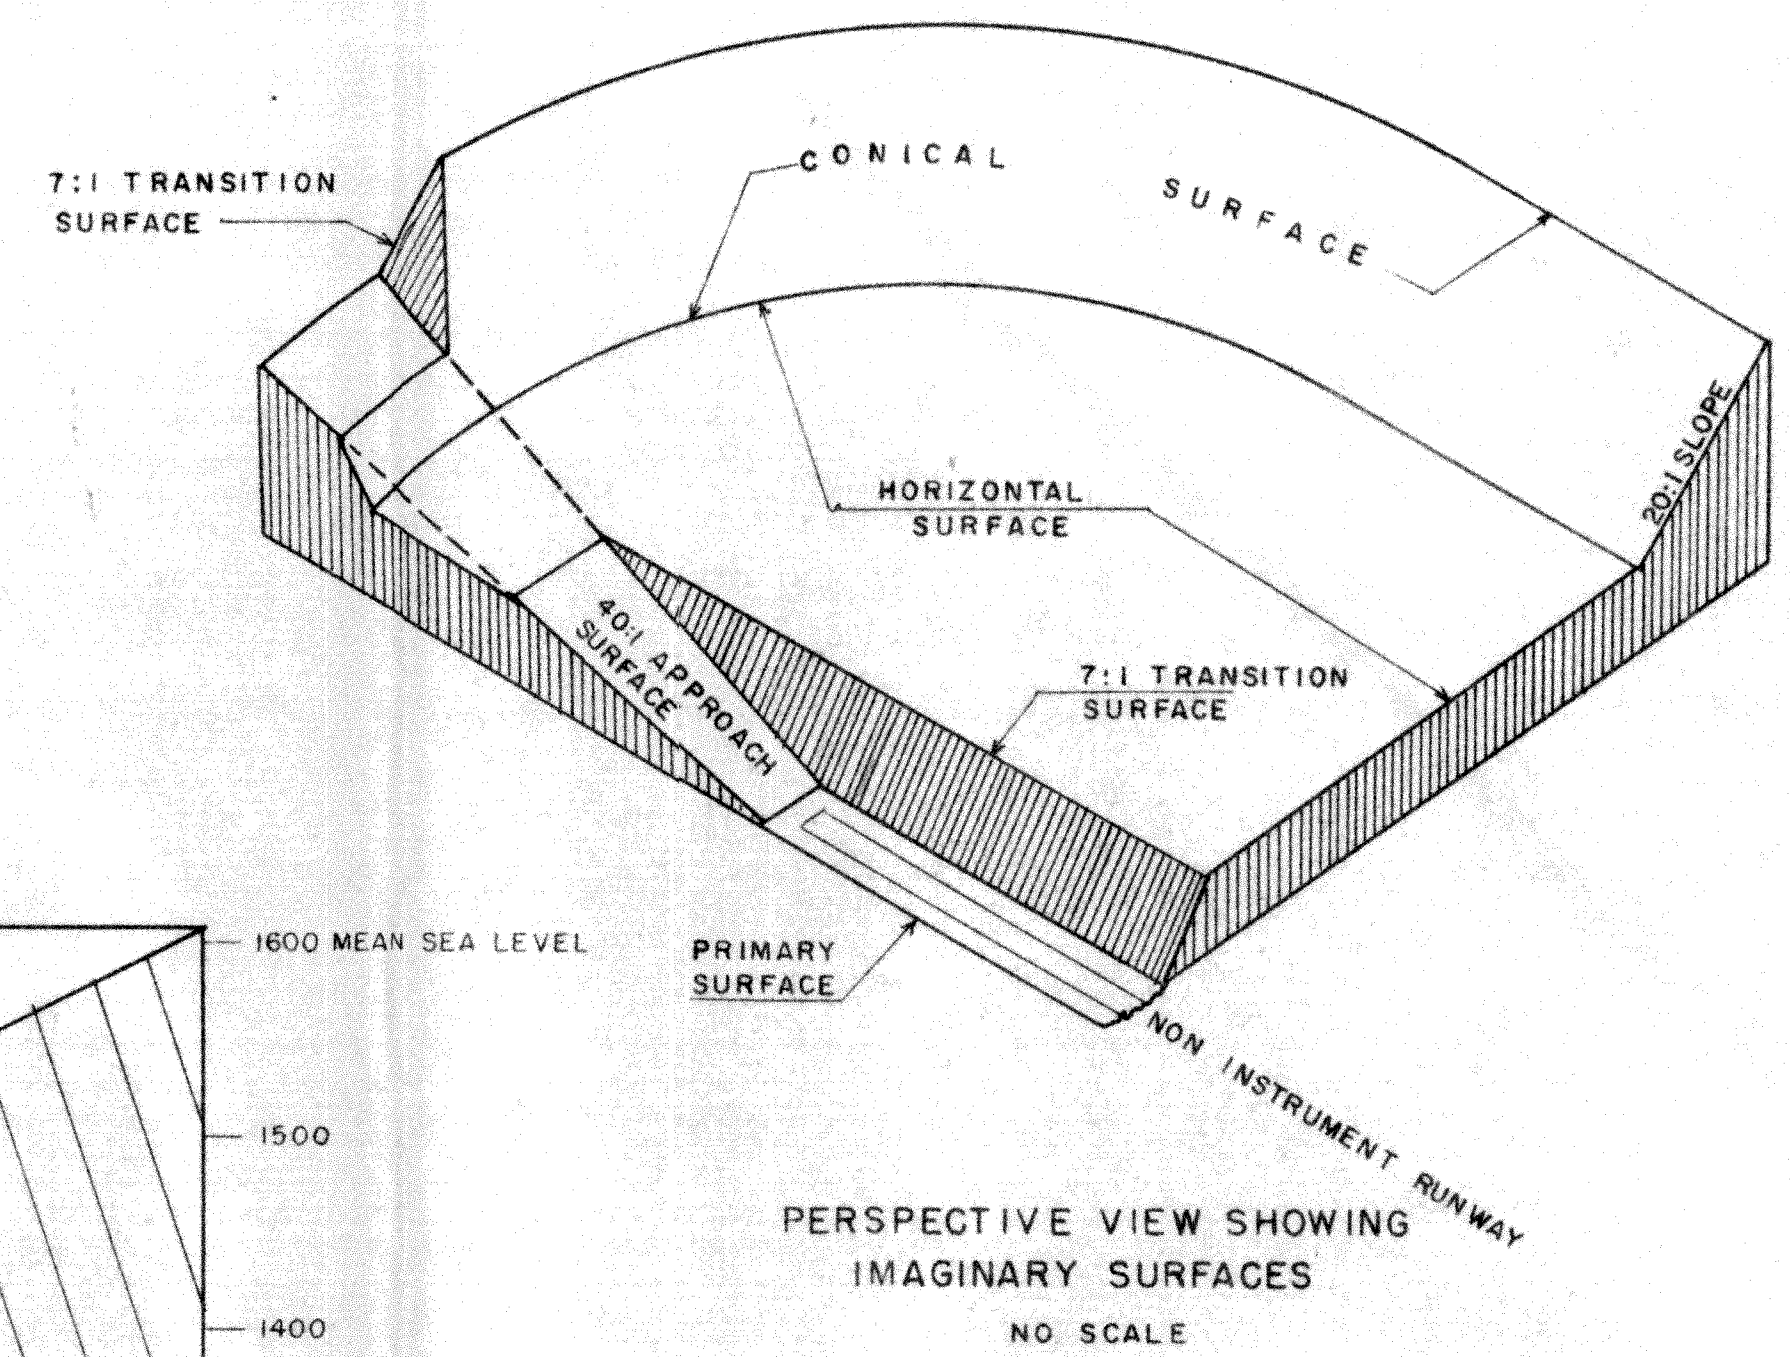 7:1 TRANSITION
SURFACE
CONICAL
SURFACE
20:1 SLOPE
HORIZONTAL
SURFACE
40:1 APPROACH
SURFACE
7:1 TRANSITION
SURFACE
PRIMARY
SURFACE
NON INSTRUMENT RUNWAY
1600 MEAN SEA LEVEL
1500
1400
PERSPECTIVE VIEW SHOWING
IMAGINARY SURFACES
NO SCALE